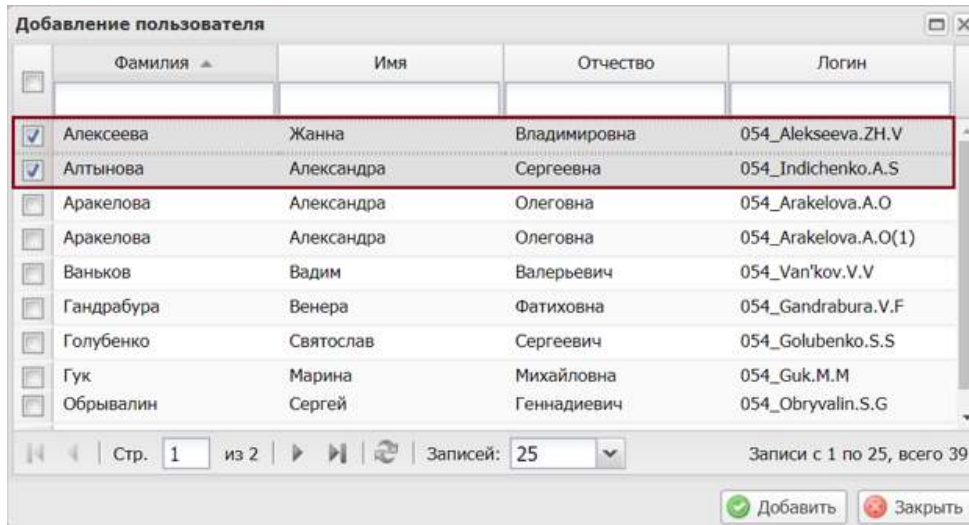 Добавление пользователя
Фамилия Имя Отчество Логин
Алексеева Жанна Владимировна 054_Alekseeva.ZH.V
Алтынова Александра Сергеевна 054_Indichenko.A.S
Аракелова Александра Олеговна 054_Arakelova.A.O
Аракелова Александра Олеговна 054_Arakelova.A.O(1)
Ваньков Вадим Валерьевич 054_Van'kov.V.V
Гандрабура Венера Фатиховна 054_Gandrabura.V.F
Голубенко Святослав Сергеевич 054_Golubenko.S.S
Гук Марина Михайловна 054_Guk.M.M
Обрывалин Сергей Геннадиевич 054_Obryvalin.S.G
Стр. 1 из 2 Записей: 25 Записи с 1 по 25, всего 39
Добавить Закрыть